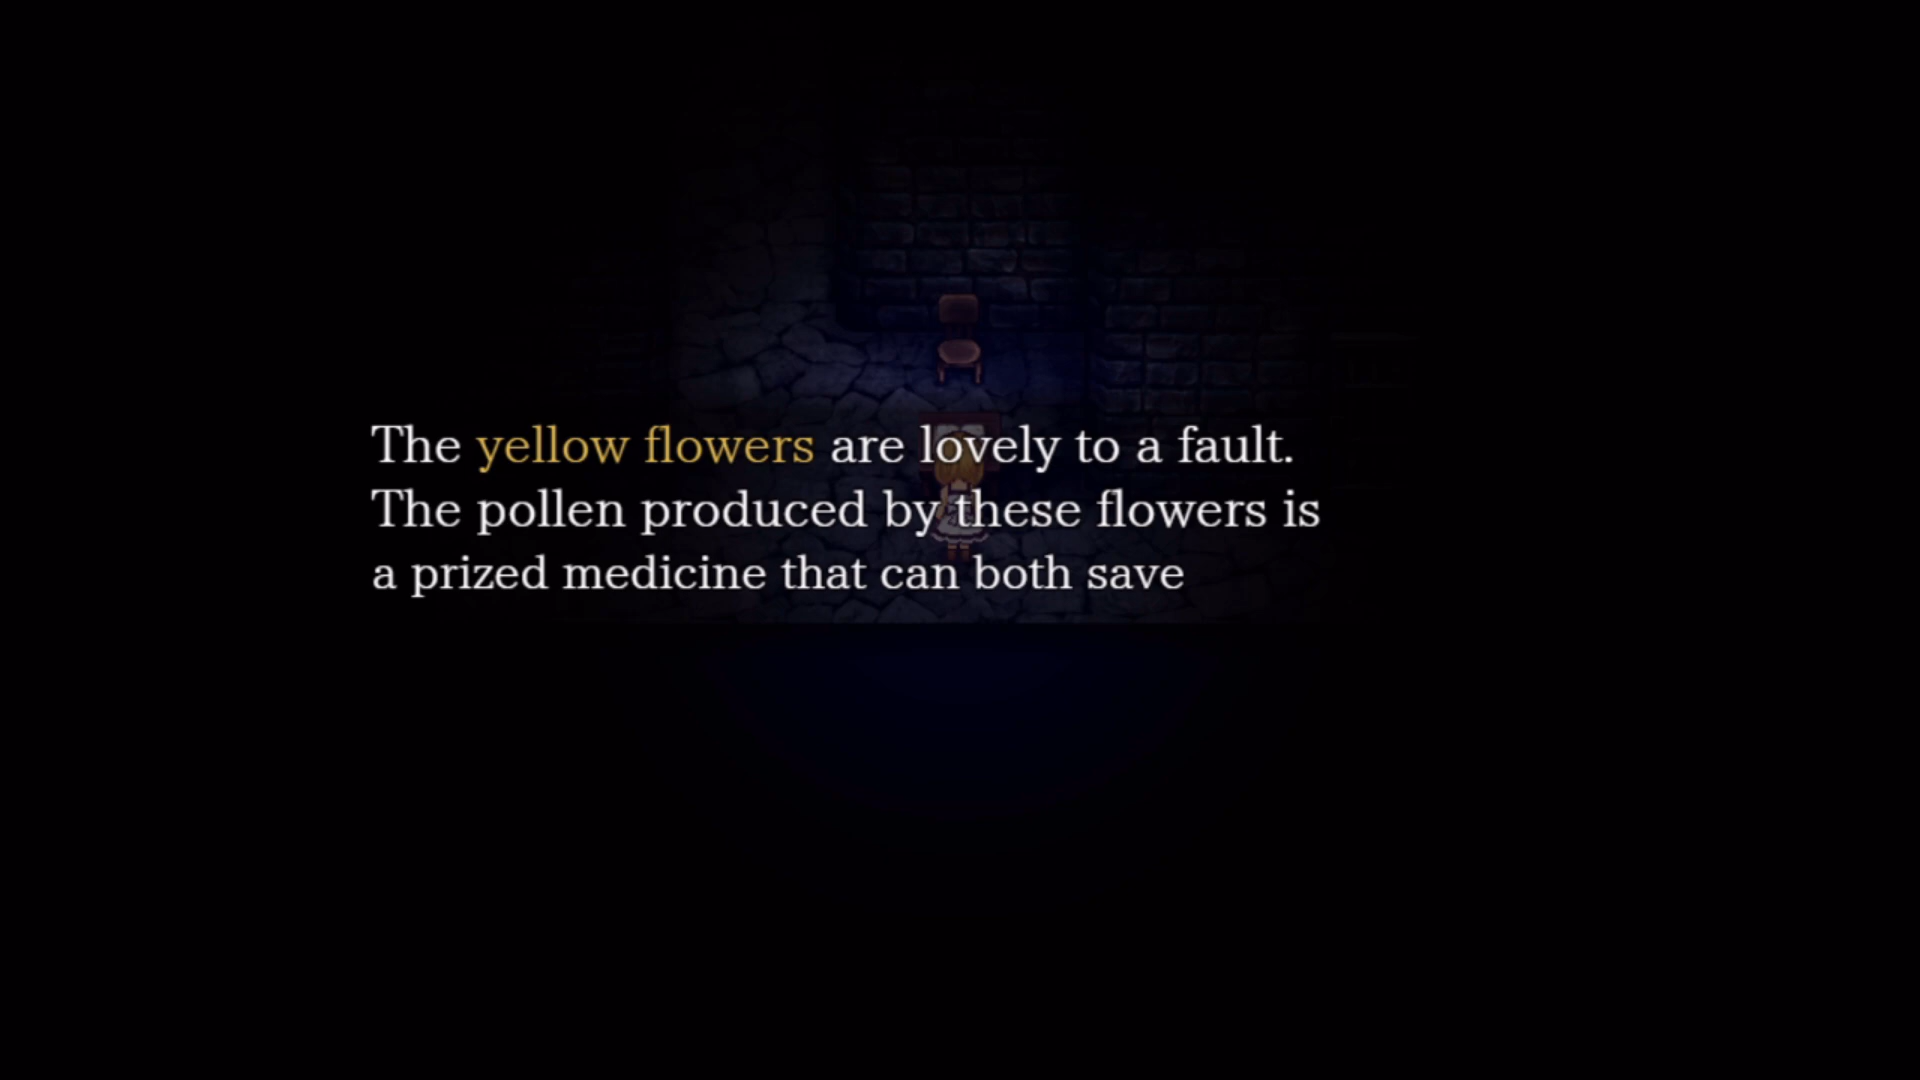 The yellow flowers are lovely to a fault.
The pollen produced by these flowers is
a prized medicine that can both save